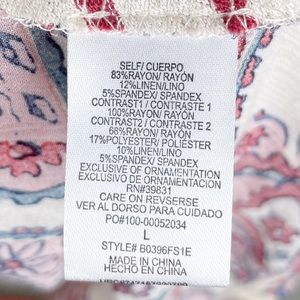 SELF/ CUERPO
83%RAYON/ RAYÓN
12%LINEN/LINO
5%SPANDEX/ SPANDEX
CONTRAST1 / CONTRASTE 1
100%RAYON/ RAYÓN
CONTRAST2 / CONTRASTE 2
68%RAYON/ RAYÓN
17%POLYESTER/ POLIÉSTER
10%LINEN/LINO
5%SPANDEX/ SPANDEX
EXCLUSIVE OF ORNAMENTATION
EXCLUSIVE DE ORNAMENTACIÓN
RN#39831
CARE ON REVSERSE
VER AL DORSO PARA CUIDADO
PO#100-00052034
L
STYLE# B0396FS1E
MADE IN CHINA
HECHO EN CHINA